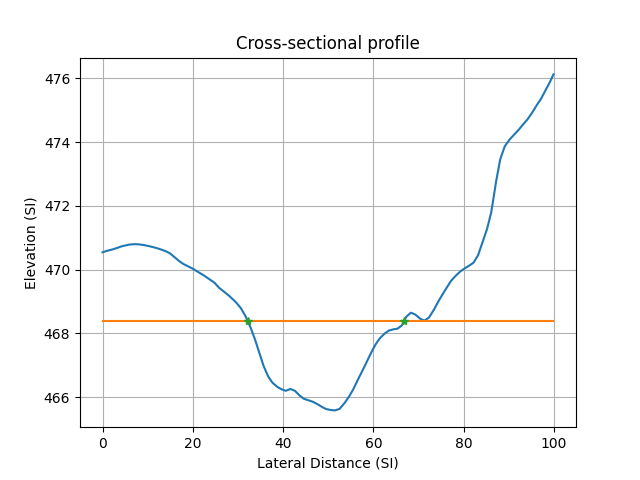 Cross-sectional profile
476
474
472
470
468
466
Elevation (SI)
0 20 40 60 80 100
Lateral Distance (SI)